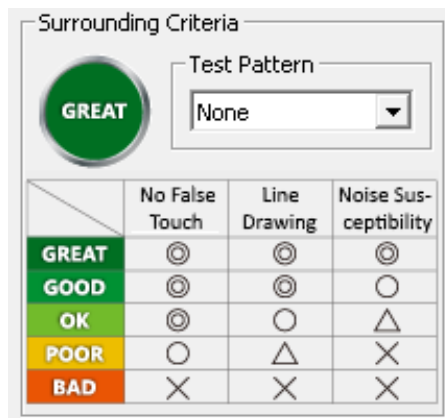 Surrounding Criteria
Test Pattern
GREAT
None
No False Line Noise Sus-
Touch Drawing ceptibility
GREAT ◎ ◎ ◎
GOOD ◎ ◎ ○
OK ◎ ○ △
POOR ○ △ ×
BAD × × ×